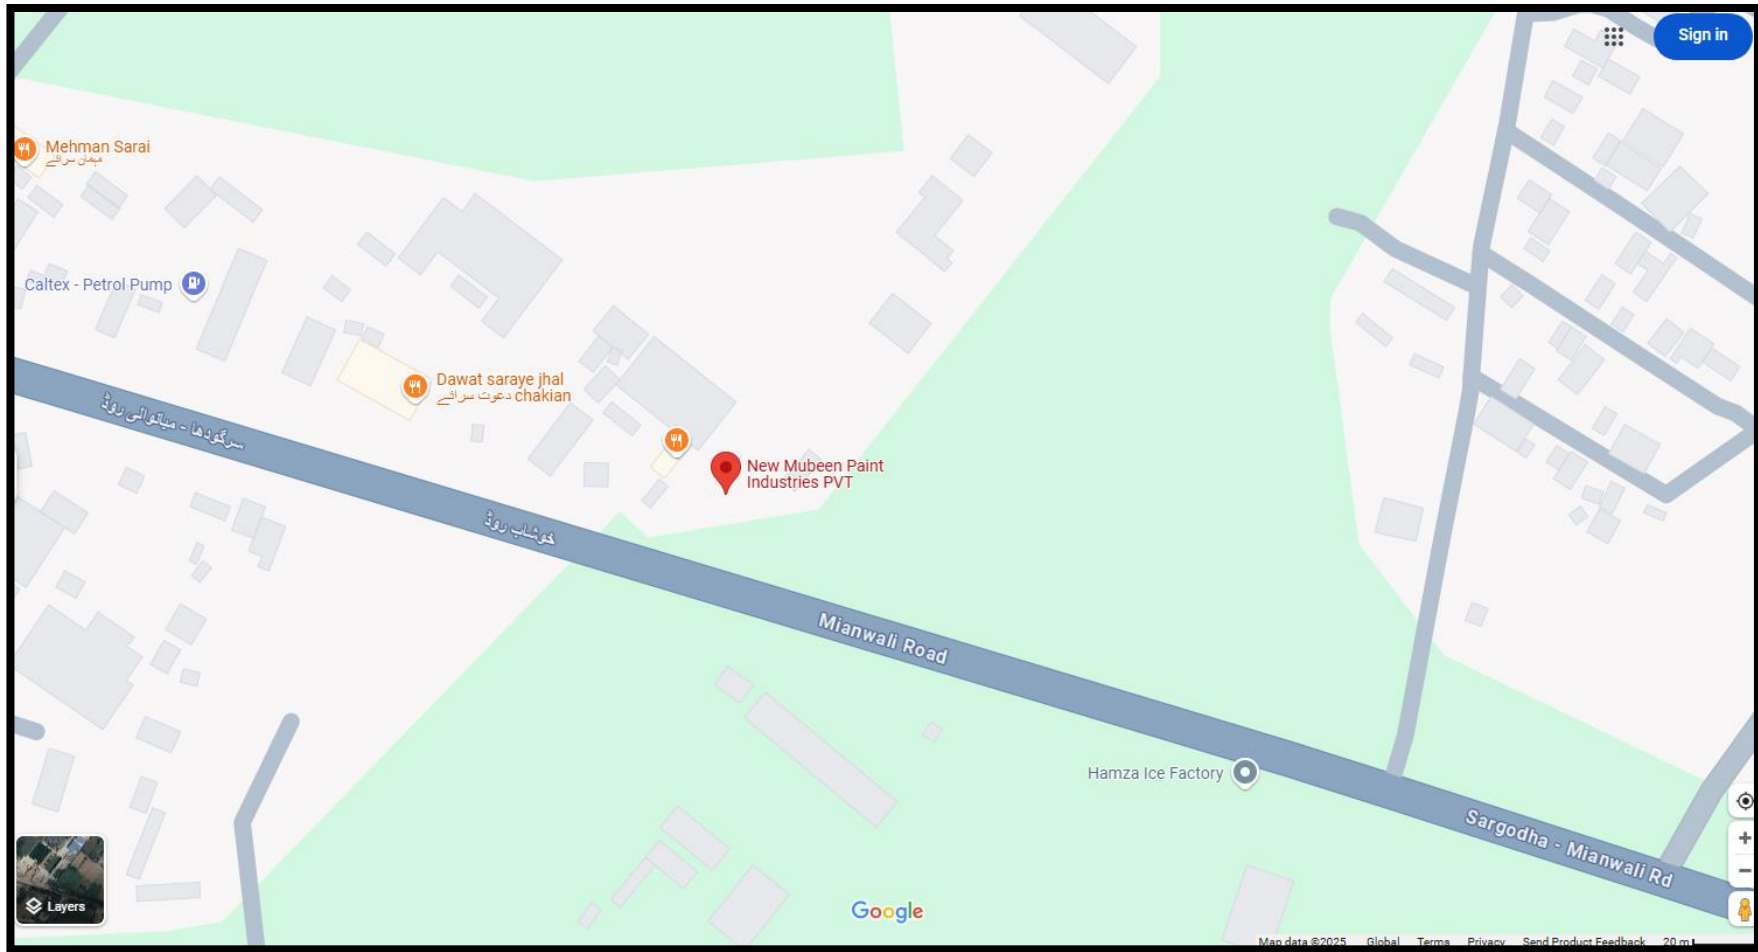 Sign in
Mehman Sarai
مہمان سرائے
Caltex - Petrol Pump
Dawat saraye jhal
chakian دعوت سرائے
سرگودھا - میانوالی روڈ
New Mubeen Paint
Industries PVT
خوشاب روڈ
Mianwali Road
Hamza Ice Factory
Sargodha - Mianwali Rd
Layers
Google
Map data ©2025 Global Terms Privacy Send Product Feedback 20 m